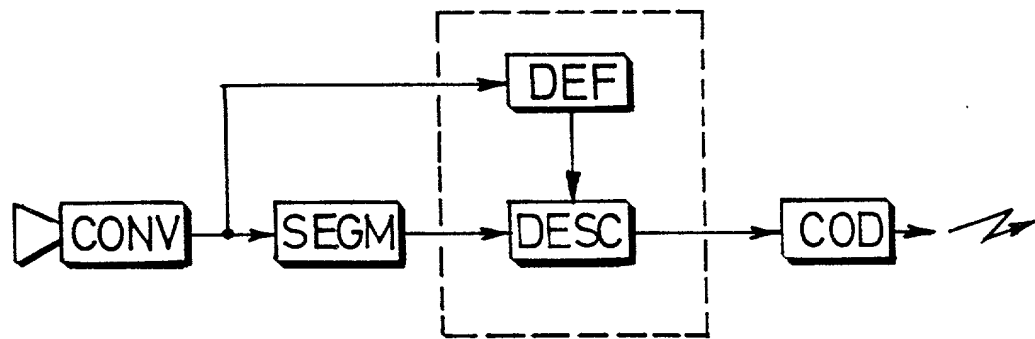 DEF
CONV
SEGM
DESC
COD